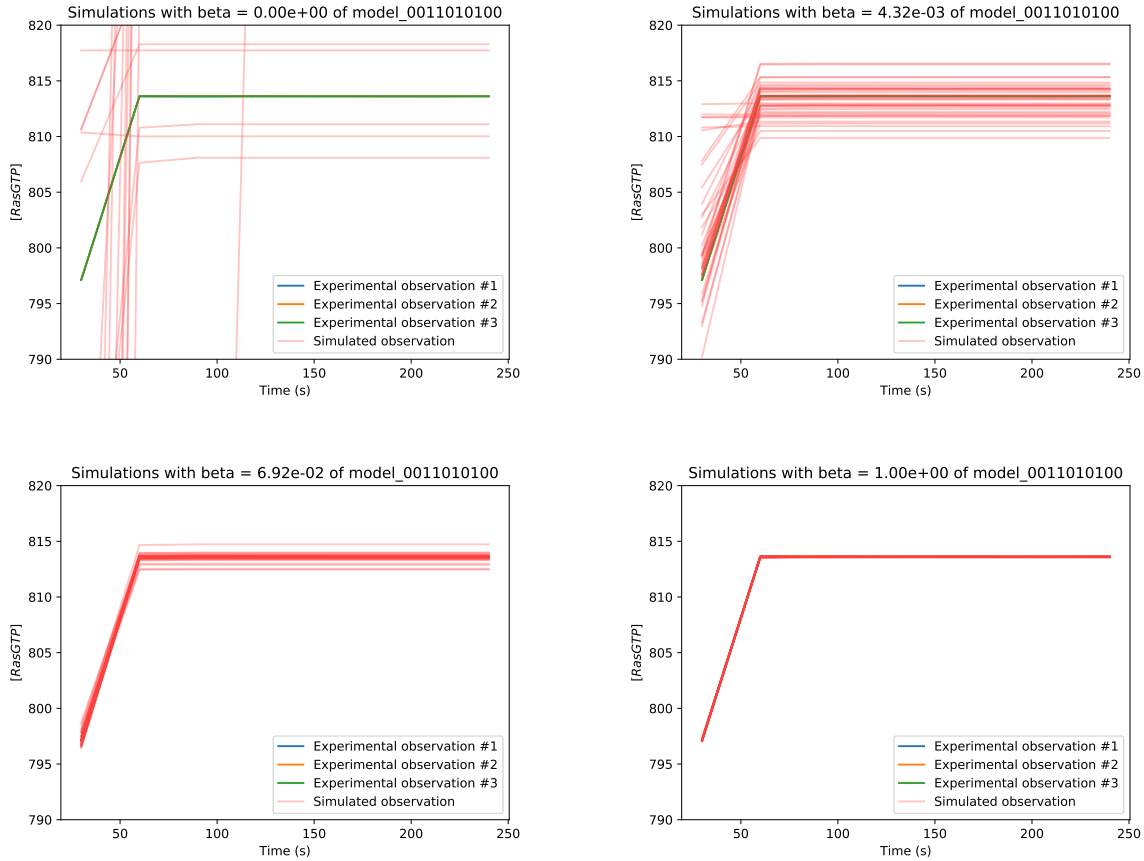 Simulations with beta = 0.00e+00 of model_0011010100
820
815
810
805
800
795
790
[RasGTP]
50
100
150
200
250
Time (s)
Experimental observation #1
Experimental observation #2
Experimental observation #3
Simulated observation
Simulations with beta = 4.32e-03 of model_0011010100
820
815
810
805
800
795
790
[RasGTP]
50
100
150
200
250
Time (s)
Experimental observation #1
Experimental observation #2
Experimental observation #3
Simulated observation
Simulations with beta = 6.92e-02 of model_0011010100
820
815
810
805
800
795
790
[RasGTP]
50
100
150
200
250
Time (s)
Experimental observation #1
Experimental observation #2
Experimental observation #3
Simulated observation
Simulations with beta = 1.00e+00 of model_0011010100
820
815
810
805
800
795
790
[RasGTP]
50
100
150
200
250
Time (s)
Experimental observation #1
Experimental observation #2
Experimental observation #3
Simulated observation